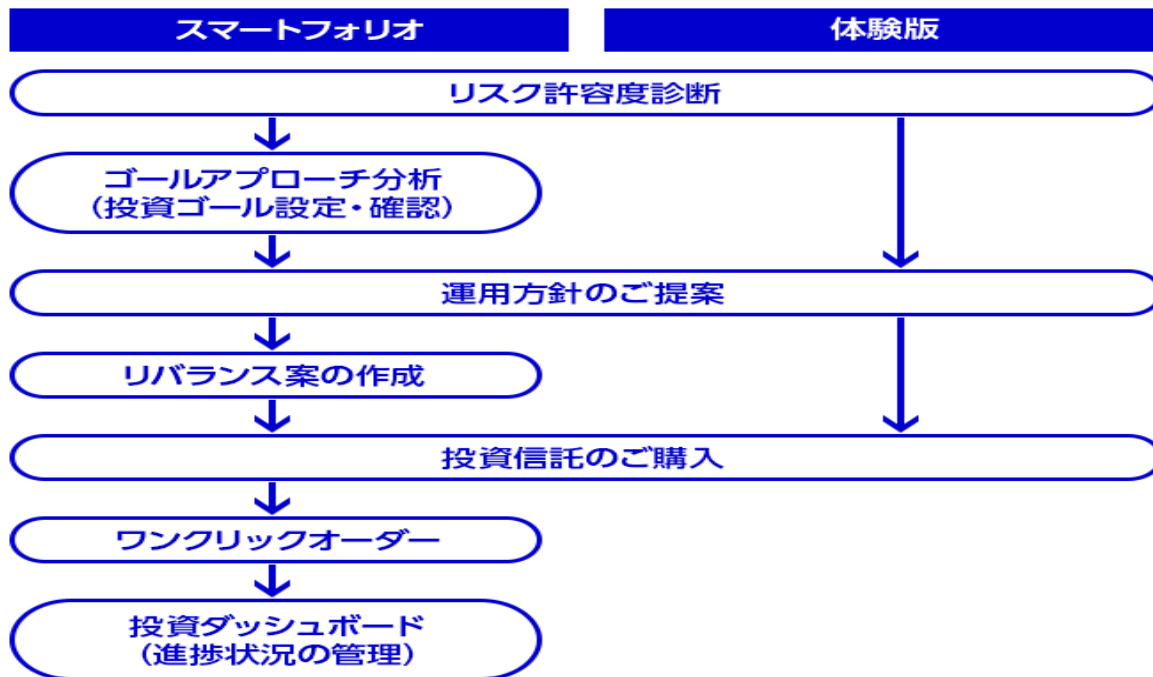 スマートフォリオ
体験版
リスク許容度診断
ゴールアプローチ分析
(投資ゴール設定・確認)
運用方針のご提案
リバランス案の作成
投資信託のご購入
ワンクリックオーダー
投資ダッシュボード
(進捗状況の管理)